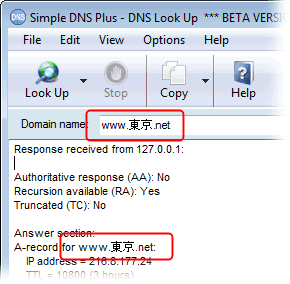 DNS Simple DNS Plus - DNS Look Up *** BETA VERSI
File Edit View Options Help
Look Up Stop Copy Help
Domain name: www.東京.net
Response received from 127.0.0.1:
Authoritative response (AA): No
Recursion available (RA): Yes
Truncated (TC): No
Answer section:
A-record for www.東京.net:
IP address = 216.8.177.24
TTL = 10800 (3 hours)